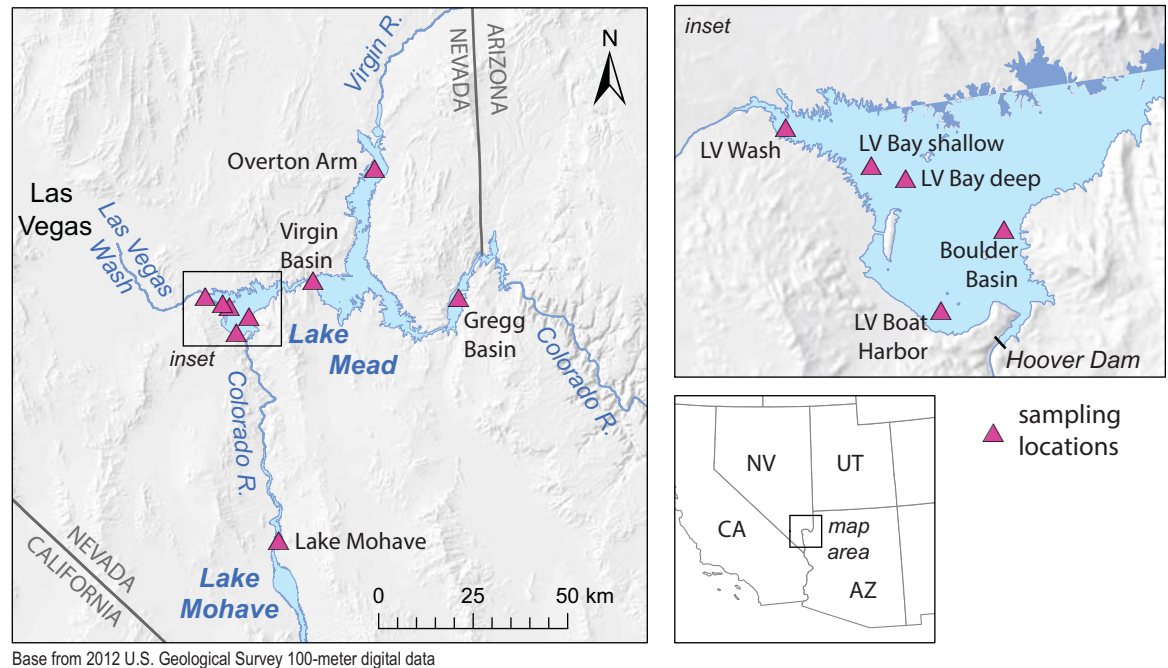 Virgin R.
NEVADA
ARIZONA
N
Overton Arm
Las
Vegas
Las Vegas
Wash
Virgin
Basin
Lake
Mead
Gregg
Basin
Colorado R.
inset
Colorado R.
Lake Mohave
Lake
Mohave
NEVADA
CALIFORNIA
0 25 50 km
Base from 2012 U.S. Geological Survey 100-meter digital data
inset
LV Wash
LV Bay shallow
LV Bay deep
Boulder
Basin
LV Boat
Harbor
Hoover Dam
sampling
locations
NV
UT
CA
map
area
AZ